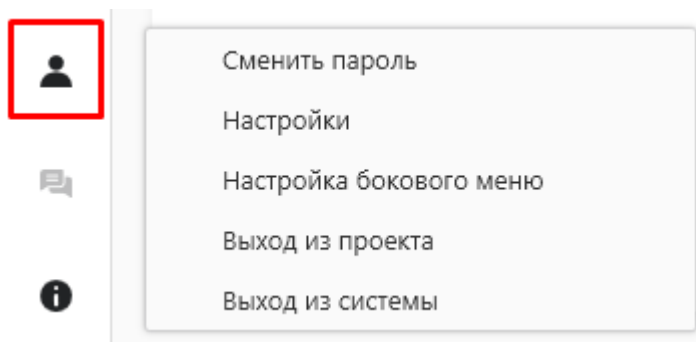 Сменить пароль
Настройки
Настройка бокового меню
Выход из проекта
Выход из системы